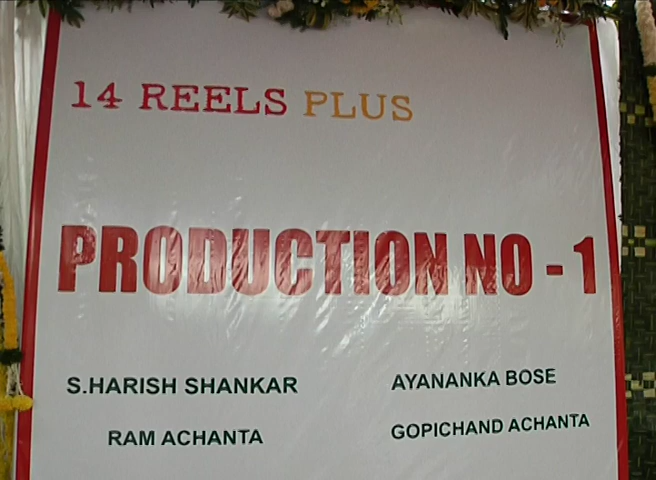 14 REELS PLUS
PRODUCTION NO - 1
S.HARISH SHANKAR
AYANANKA BOSE
RAM ACHANTA
GOPICHAND ACHANTA